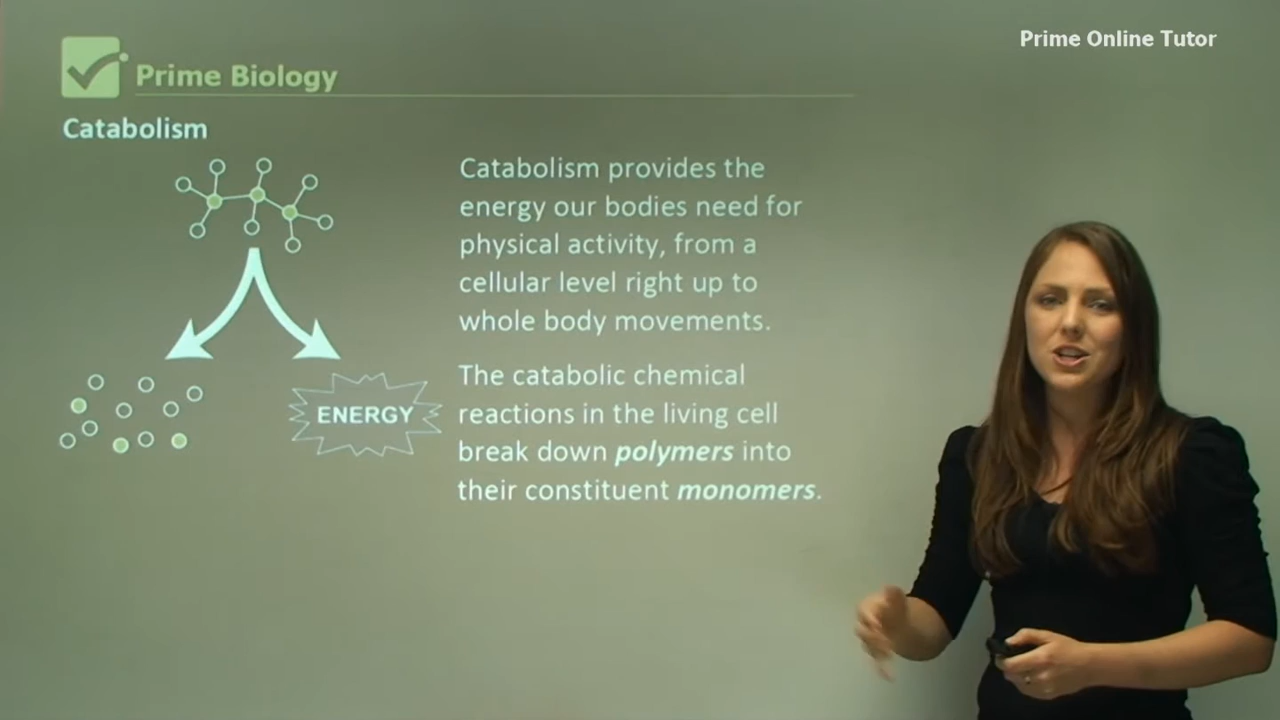 Prime Online Tutor
Prime Biology
Catabolism
Catabolism provides the
energy our bodies need for
physical activity, from a
cellular level right up to
whole body movements.
The catabolic chemical
reactions in the living cell
break down polymers into
their constituent monomers.
ENERGY